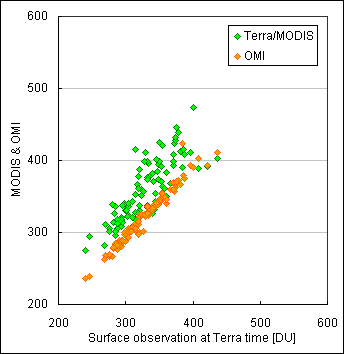 600
Terra/MODIS
OMI
500
MODIS & OMI
400
300
200
200 300 400 500 600
Surface observation at Terra time [DU]